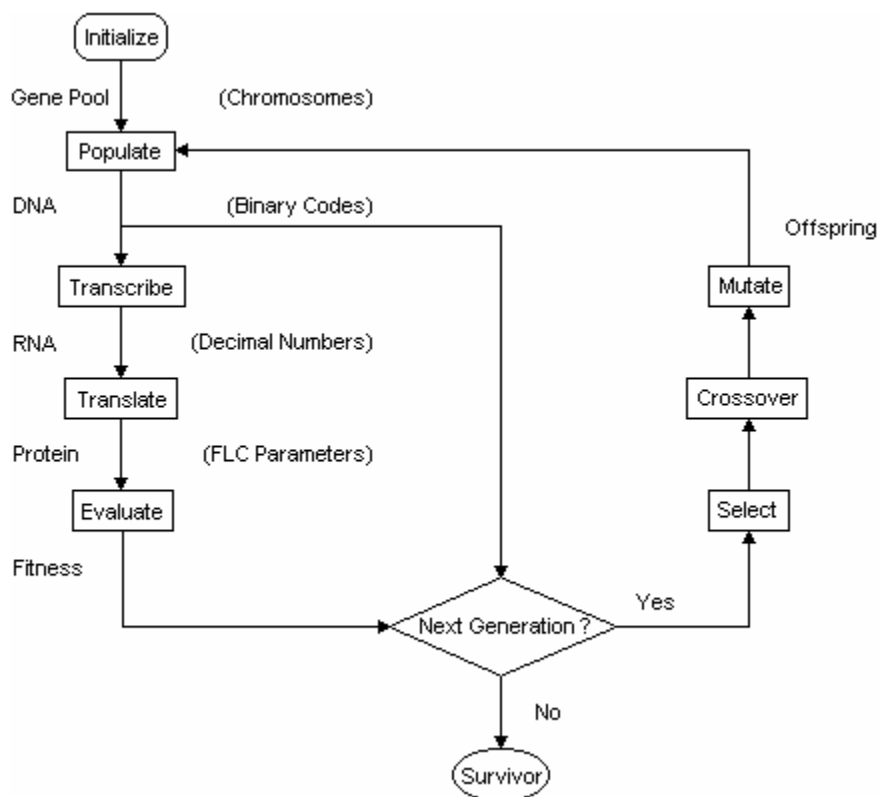 Initialize
Gene Pool (Chromosomes)
Populate
DNA (Binary Codes)
Offspring
Transcribe
Mutate
RNA (Decimal Numbers)
Translate
Crossover
Protein (FLC Parameters)
Evaluate
Select
Fitness
Yes
Next Generation ?
No
Survivor